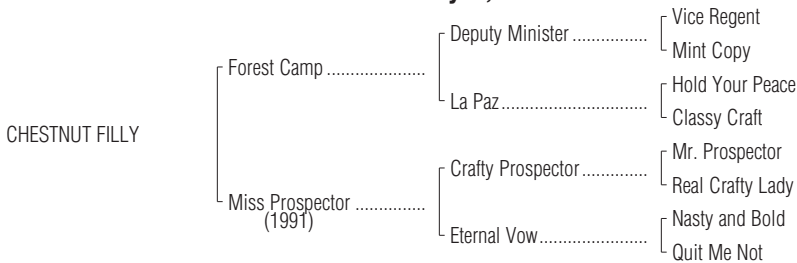 Vice Regent
Deputy Minister ................
Mint Copy
Forest Camp .....................
Hold Your Peace
La Paz...............................
Classy Craft
CHESTNUT FILLY
Mr. Prospector
Crafty Prospector..............
Real Crafty Lady
Miss Prospector ...............
(1991)
Nasty and Bold
Eternal Vow.......................
Quit Me Not